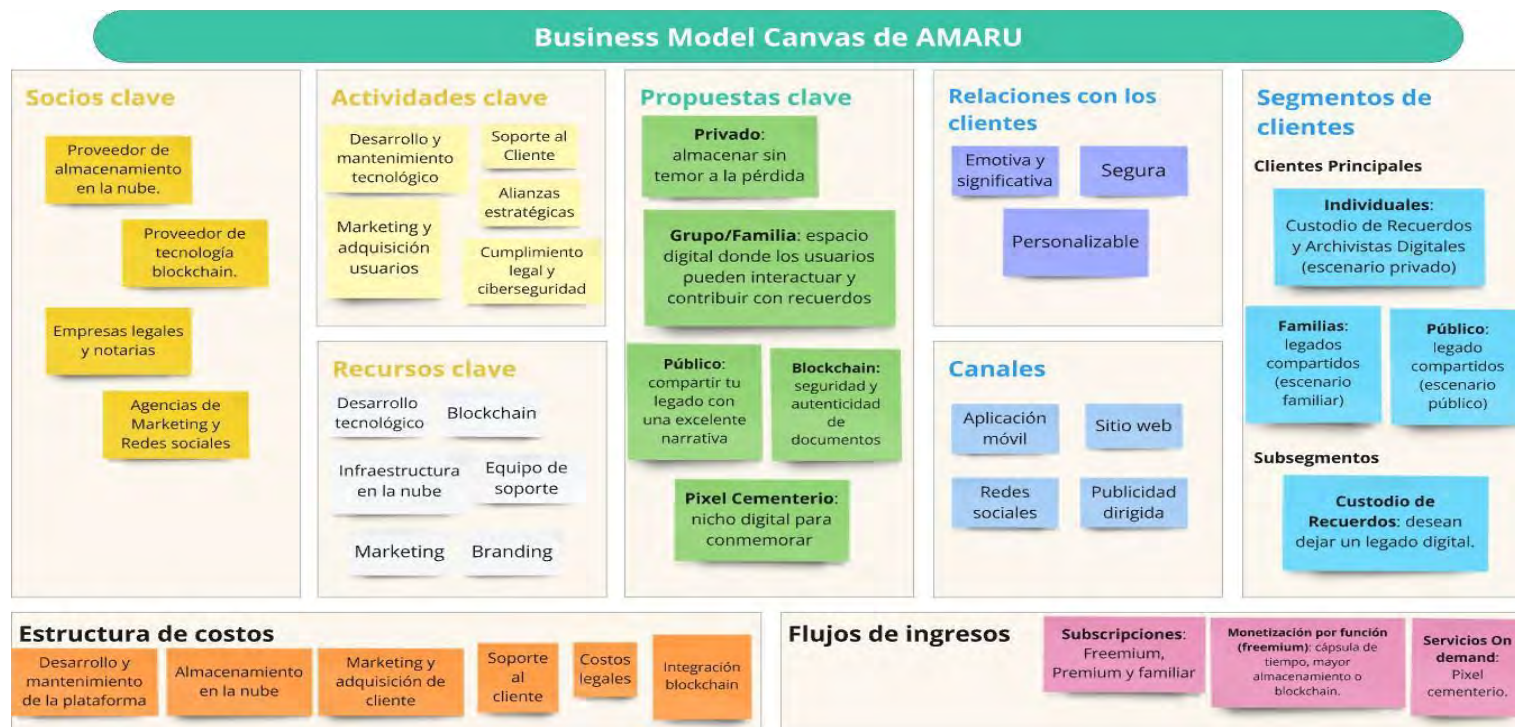 Business Model Canvas de AMARU
Socios clave
Proveedor de
almacenamiento
en la nube.
Proveedor de
tecnología
blockchain.
Empresas legales
y notarias
Agencias de
Marketing y
Redes sociales
Actividades clave
Desarrollo y
mantenimiento
tecnológico
Soporte al
Cliente
Alianzas
estratégicas
Marketing y
adquisición
usuarios
Cumplimiento
legal y
ciberseguridad
Recursos clave
Desarrollo
tecnológico
Blockchain
Infraestructura
en la nube
Equipo de
soporte
Marketing
Branding
Propuestas clave
Privado:
almacenar sin
temor a la pérdida
Grupo/Familia: espacio
digital donde los usuarios
pueden interactuar y
contribuir con recuerdos
Público:
compartir tu
legado con
una excelente
narrativa
Blockchain:
seguridad y
autenticidad
de
documentos
Pixel Cementerio:
nicho digital para
conmemorar
Relaciones con los
clientes
Emotiva y
significativa
Segura
Personalizable
Canales
Aplicación
móvil
Sitio web
Redes
sociales
Publicidad
dirigida
Segmentos de
clientes
Clientes Principales
Individuales:
Custodio de Recuerdos
y Archivistas Digitales
(escenario privado)
Familias:
legados
compartidos
(escenario
familiar)
Público:
legado
compartidos
(escenario
público)
Subsegmentos
Custodio de
Recuerdos: desean
dejar un legado digital.
Estructura de costos
Desarrollo y
mantenimiento
de la plataforma
Almacenamiento
en la nube
Marketing y
adquisición de
cliente
Soporte
al
cliente
Costos
legales
Integración
blockchain
Flujos de ingresos
Subscripciones:
Freemium,
Premium y familiar
Monetización por función
(freemium): cápsula de
tiempo, mayor
almacenamiento o
blockchain.
Servicios On
demand:
Pixel
cementerio.